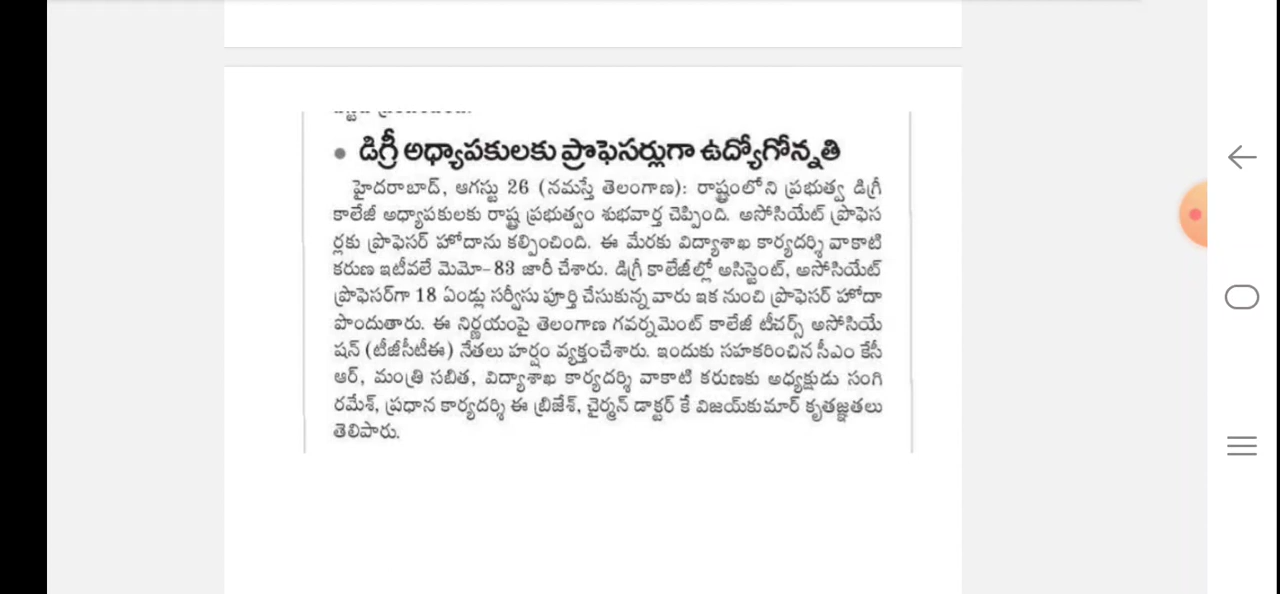 • డిగ్రీ అధ్యాపకులకు ప్రొఫెసర్లుగా ఉద్యోగోన్నతి
హైదరాబాద్, ఆగస్టు 26 (నమస్తే తెలంగాణ): రాష్ట్రంలోని ప్రభుత్వ డిగ్రీ
కాలేజీ అధ్యాపకులకు రాష్ట్ర ప్రభుత్వం శుభవార్త చెప్పింది. అసోసియేట్ ప్రొఫెస
ర్లకు ప్రొఫెసర్ హోదాను కల్పించింది. ఈ మేరకు విద్యాశాఖ కార్యదర్శి వాకాటి
కరుణ ఇటీవలే మెమో-83 జారీ చేశారు. డిగ్రీ కాలేజీల్లో అసిస్టెంట్, అసోసియేట్
ప్రొఫెసర్‌గా 18 ఏండ్లు సర్వీసు పూర్తి చేసుకున్న వారు ఇక నుంచి ప్రొఫెసర్ హోదా
పొందుతారు. ఈ నిర్ణయంపై తెలంగాణ గవర్నమెంట్ కాలేజీ టీచర్స్ అసోసియే
షన్ (టీజీసీటీఈ) నేతలు హర్షం వ్యక్తంచేశారు. ఇందుకు సహకరించిన సీఎం కేసీ
ఆర్, మంత్రి సబిత, విద్యాశాఖ కార్యదర్శి వాకాటి కరుణకు అధ్యక్షుడు సంగి
రమేశ్, ప్రధాన కార్యదర్శి ఈ బ్రిజేశ్, చైర్మన్ డాక్టర్ కే విజయ్‌కుమార్ కృతజ్ఞతలు
తెలిపారు.